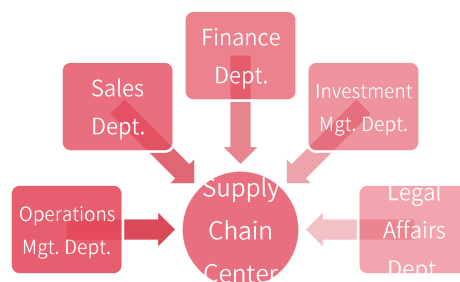 Finance
Dept.
Sales
Dept.
Investment
Mgt. Dept.
Operations
Mgt. Dept.
Supply
Chain
Center
Legal
Affairs
Dept.